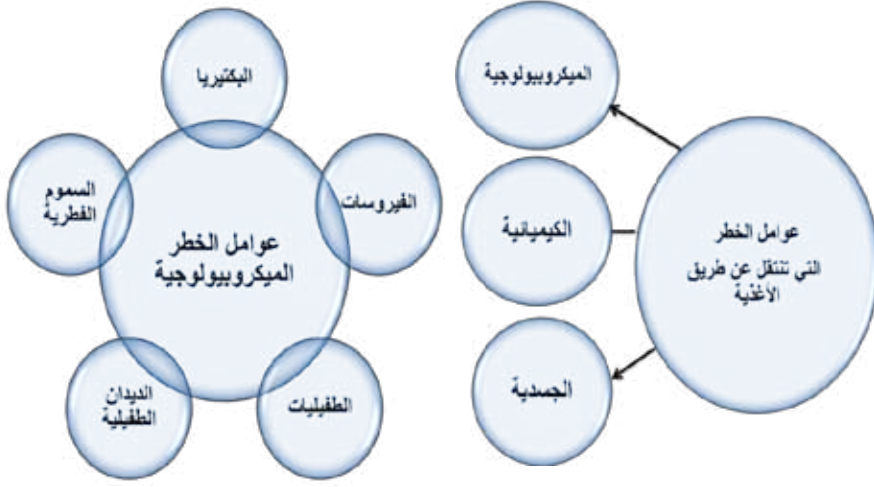 عوامل الخطر
التي تنتقل عن طريق
الأغذية
الميكروبيولوجية
الكيميائية
الجسدية
عوامل الخطر
الميكروبيولوجية
البكتيريا
الفيروسات
الطفيليات
الديدان
الطفيلية
السموم
الفطرية